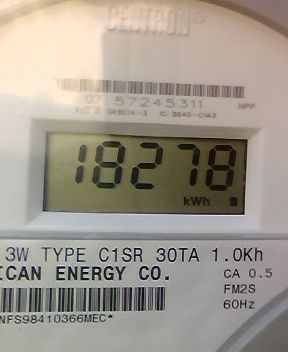 CENTRON®
07 57245311 HPP
18278
kWh
3W TYPE C1SR 30TA 1.0Kh
ICAN ENERGY CO.
CA 0.5
FM2S
60Hz
NFS98410366MEC*